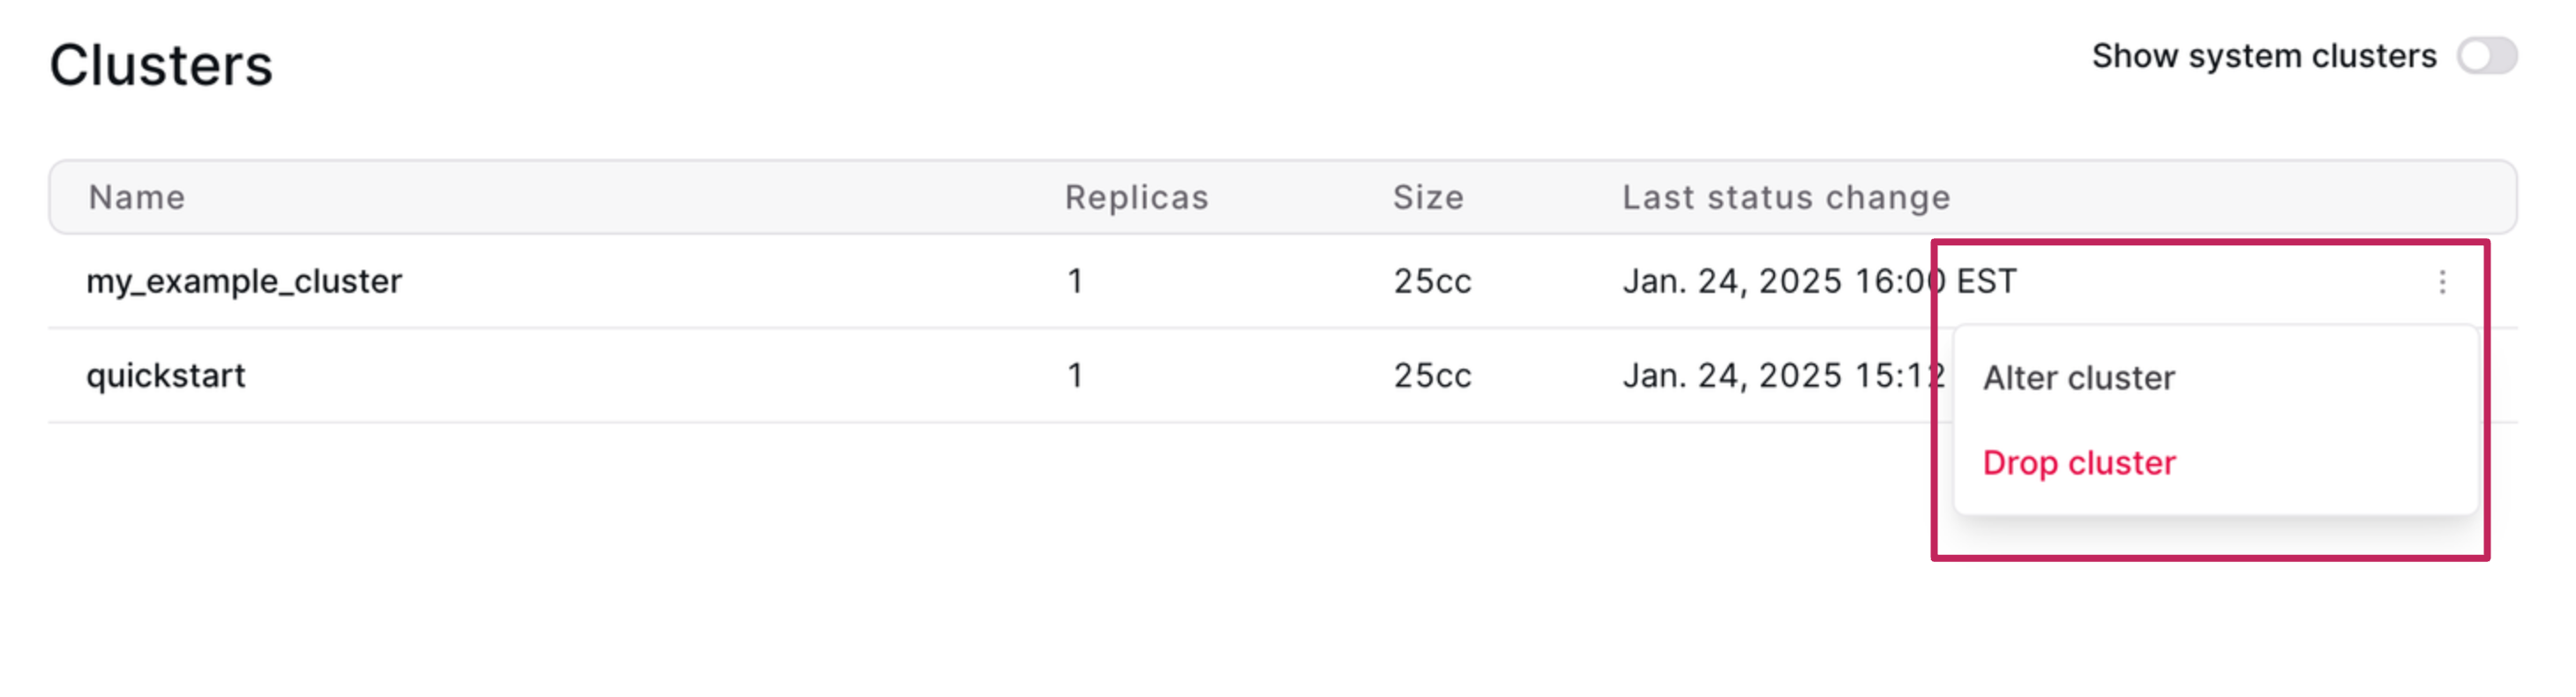 Clusters
Show system clusters
Name Replicas Size Last status change
my_example_cluster 1 25cc Jan. 24, 2025 16:00 EST
quickstart 1 25cc Jan. 24, 2025 15:12
Alter cluster
Drop cluster